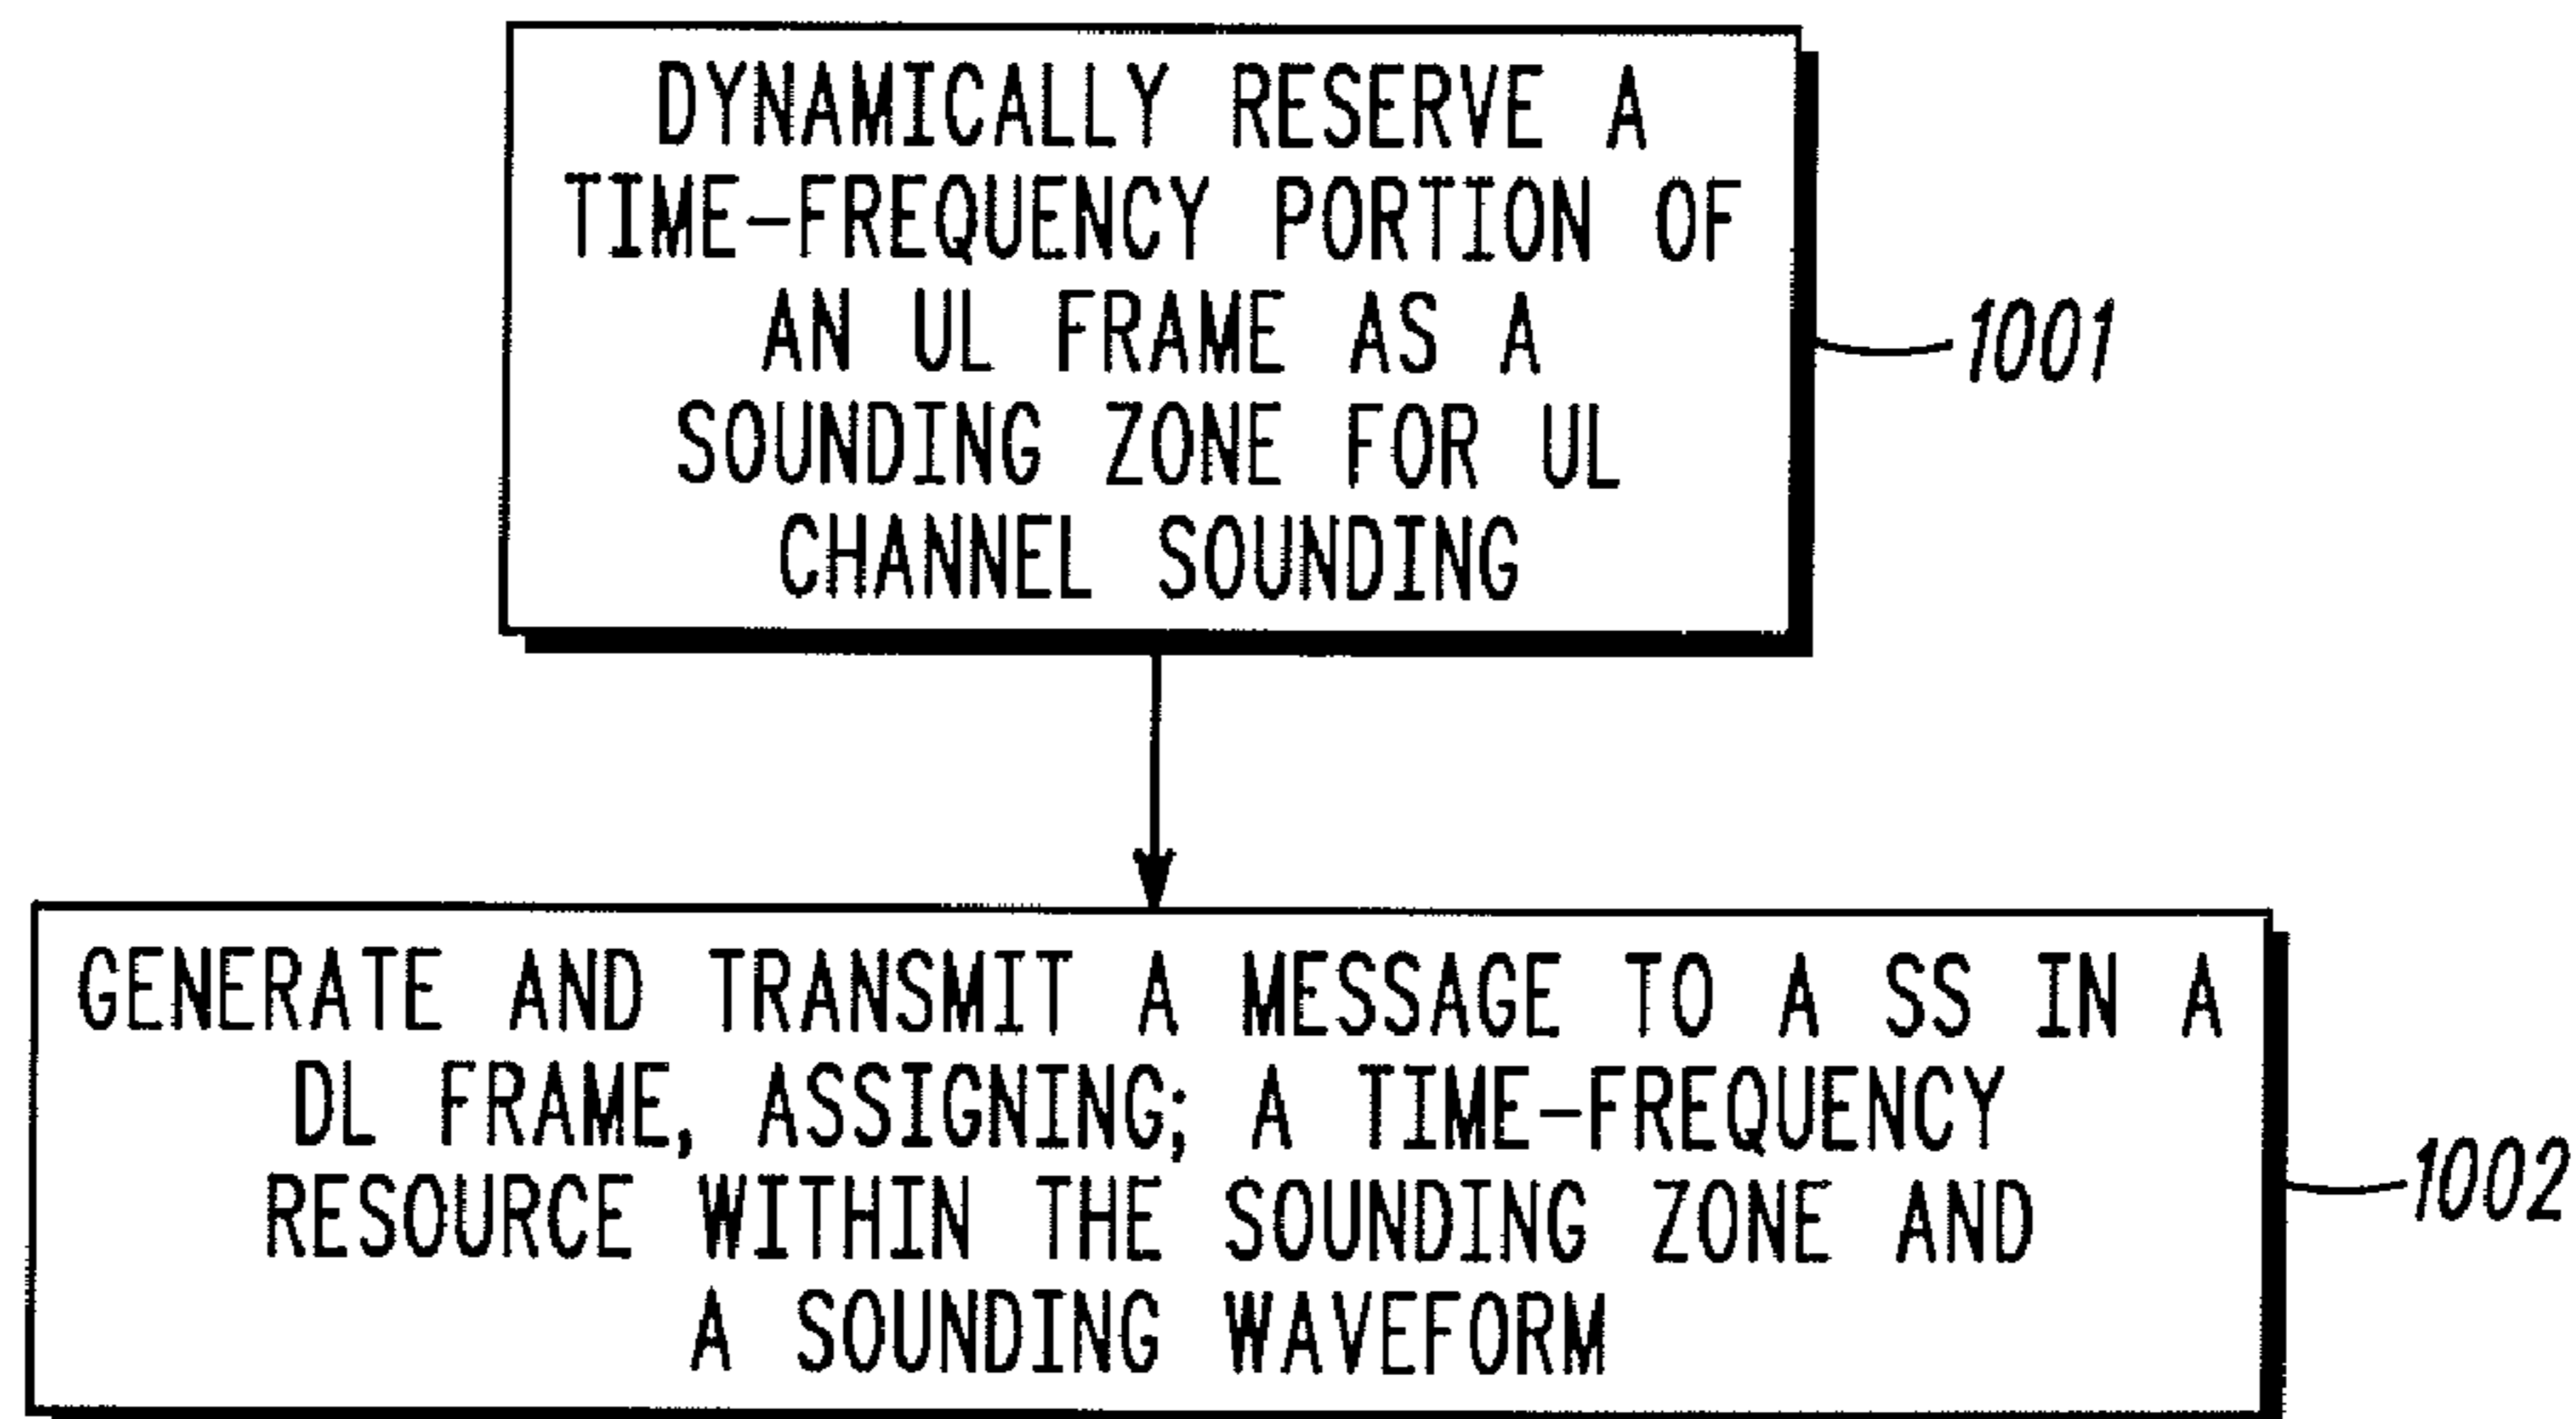 DYNAMICALLY RESERVE A
TIME-FREQUENCY PORTION OF
AN UL FRAME AS A
SOUNDING ZONE FOR UL
CHANNEL SOUNDING
1001
GENERATE AND TRANSMIT A MESSAGE TO A SS IN A
DL FRAME, ASSIGNING; A TIME-FREQUENCY
RESOURCE WITHIN THE SOUNDING ZONE AND
A SOUNDING WAVEFORM
1002